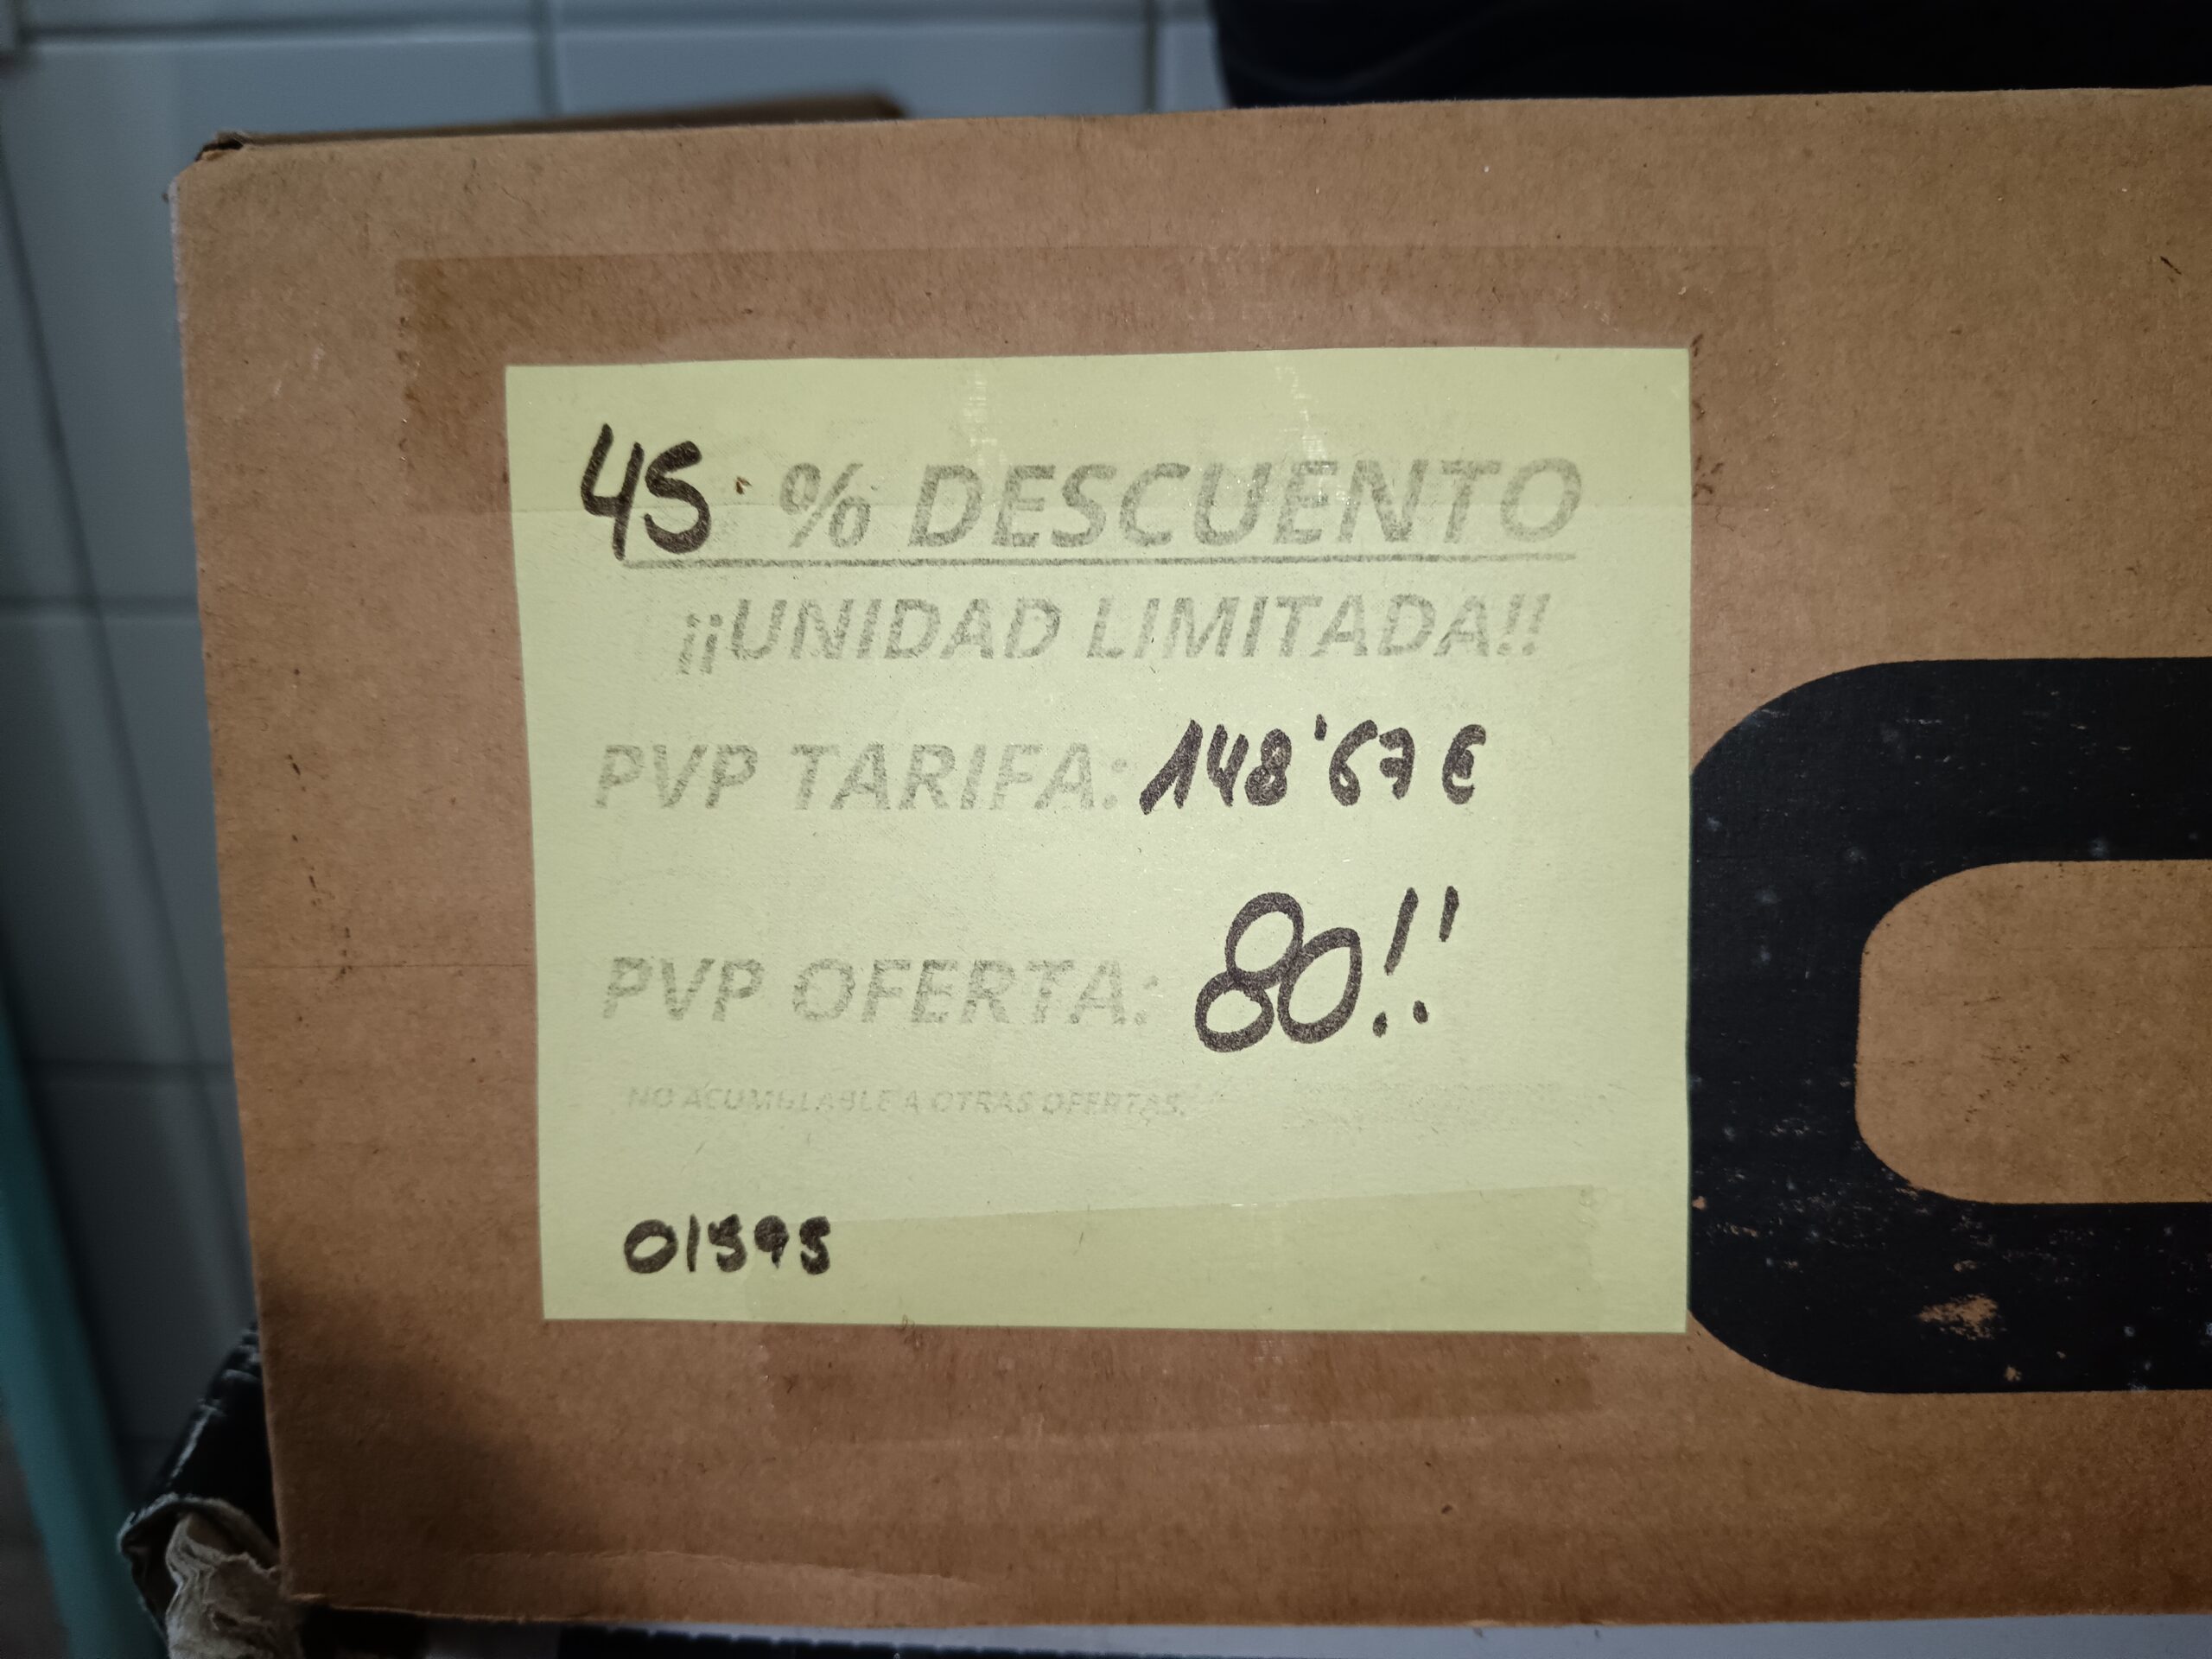 45 % DESCUENTO
¡¡UNIDAD LIMITADA!!
PVP TARIFA: 148'67 €
PVP OFERTA: 80!!
NO ACUMULABLE A OTRAS OFERTAS.
01595